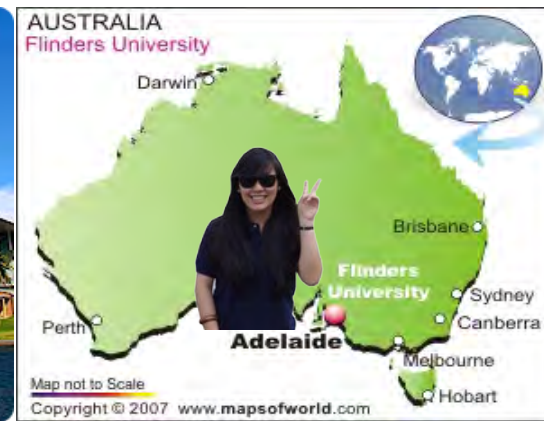 AUSTRALIA
Flinders University
Darwin
Brisbane
Flinders
University
Sydney
Perth
Canberra
Adelaide
Melbourne
Map not to Scale
Hobart
Copyright © 2007 www.mapsofworld.com